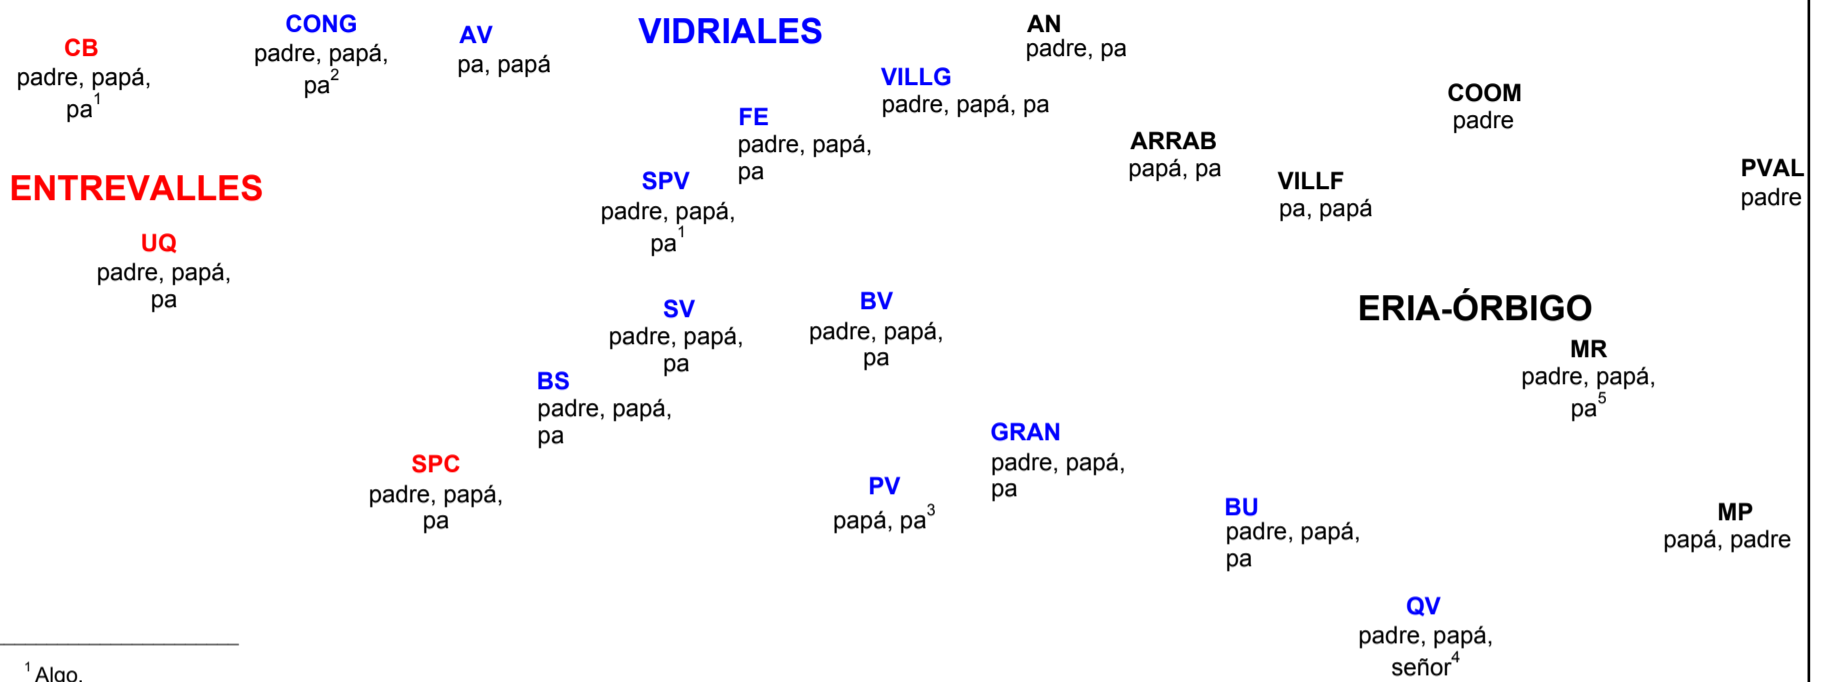 CB
padre, papá,
pa¹
CONG
padre, papá,
pa²
AV
pa, papá
VIDRIALES
AN
padre, pa
VILLG
padre, papá, pa
FE
padre, papá,
pa
COOM
padre
ARRAB
papá, pa
PVAL
padre
ENTREVALLES
SPV
padre, papá,
pa¹
VILLF
pa, papá
UQ
padre, papá,
pa
SV
padre, papá,
pa
BV
padre, papá,
pa
ERIA-ÓRBIGO
MR
padre, papá,
pa⁵
BS
padre, papá,
pa
GRAN
padre, papá,
pa
SPC
padre, papá,
pa
PV
papá, pa³
BU
padre, papá,
pa
MP
papá, padre
QV
padre, papá,
señor⁴
¹ Algo.